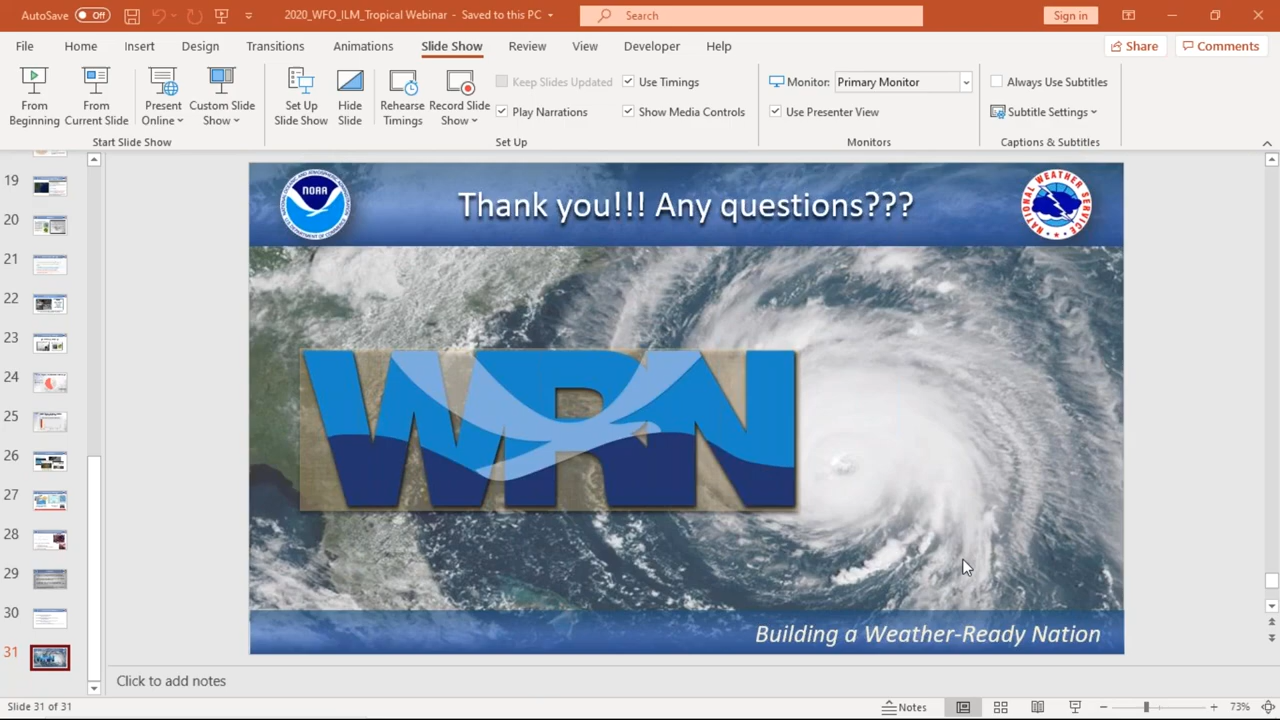 AutoSave Off 2020_WFO_ILM_Tropical Webinar - Saved to this PC Search Sign in
File Home Insert Design Transitions Animations Slide Show Review View Developer Help Share Comments
From Beginning
From Current Slide
Present Online
Custom Slide Show
Set Up Slide Show
Hide Slide
Rehearse Timings
Record Slide Show
Keep Slides Updated
Use Timings
Play Narrations
Show Media Controls
Monitor: Primary Monitor
Use Presenter View
Always Use Subtitles
Subtitle Settings
Start Slide Show Set Up Monitors Captions & Subtitles
19
20
21
22
23
24
25
26
27
28
29
30
31
NOAA
Thank you!!! Any questions???
NATIONAL WEATHER SERVICE
WRN
Building a Weather-Ready Nation
Click to add notes
Slide 31 of 31 Notes 73%